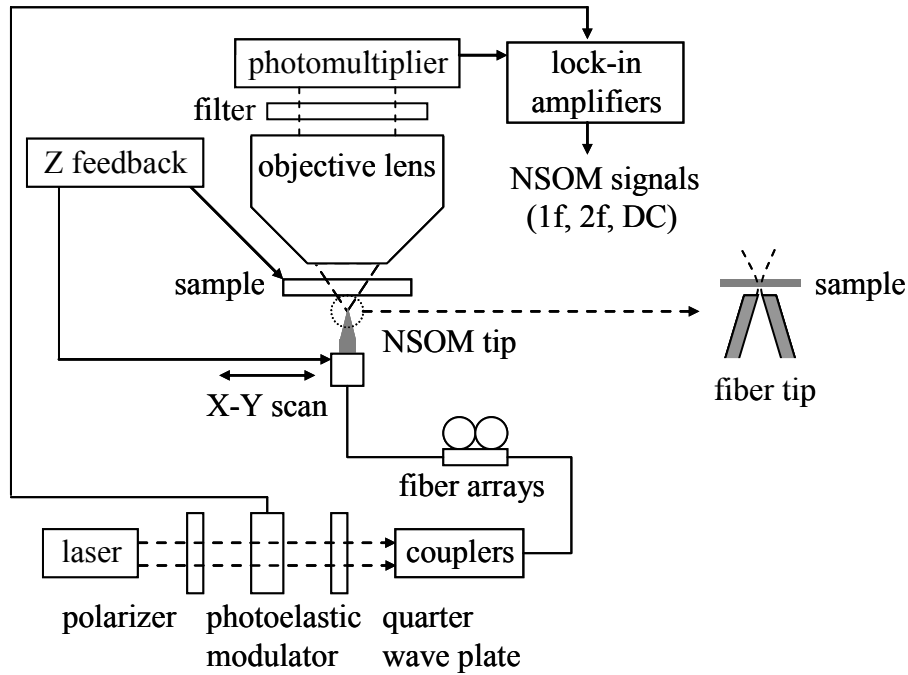 photomultiplier
lock-in
amplifiers
filter
Z feedback
objective lens
NSOM signals
(1f, 2f, DC)
sample
sample
NSOM tip
fiber tip
X-Y scan
fiber arrays
laser
couplers
polarizer
photoelastic
modulator
quarter
wave plate